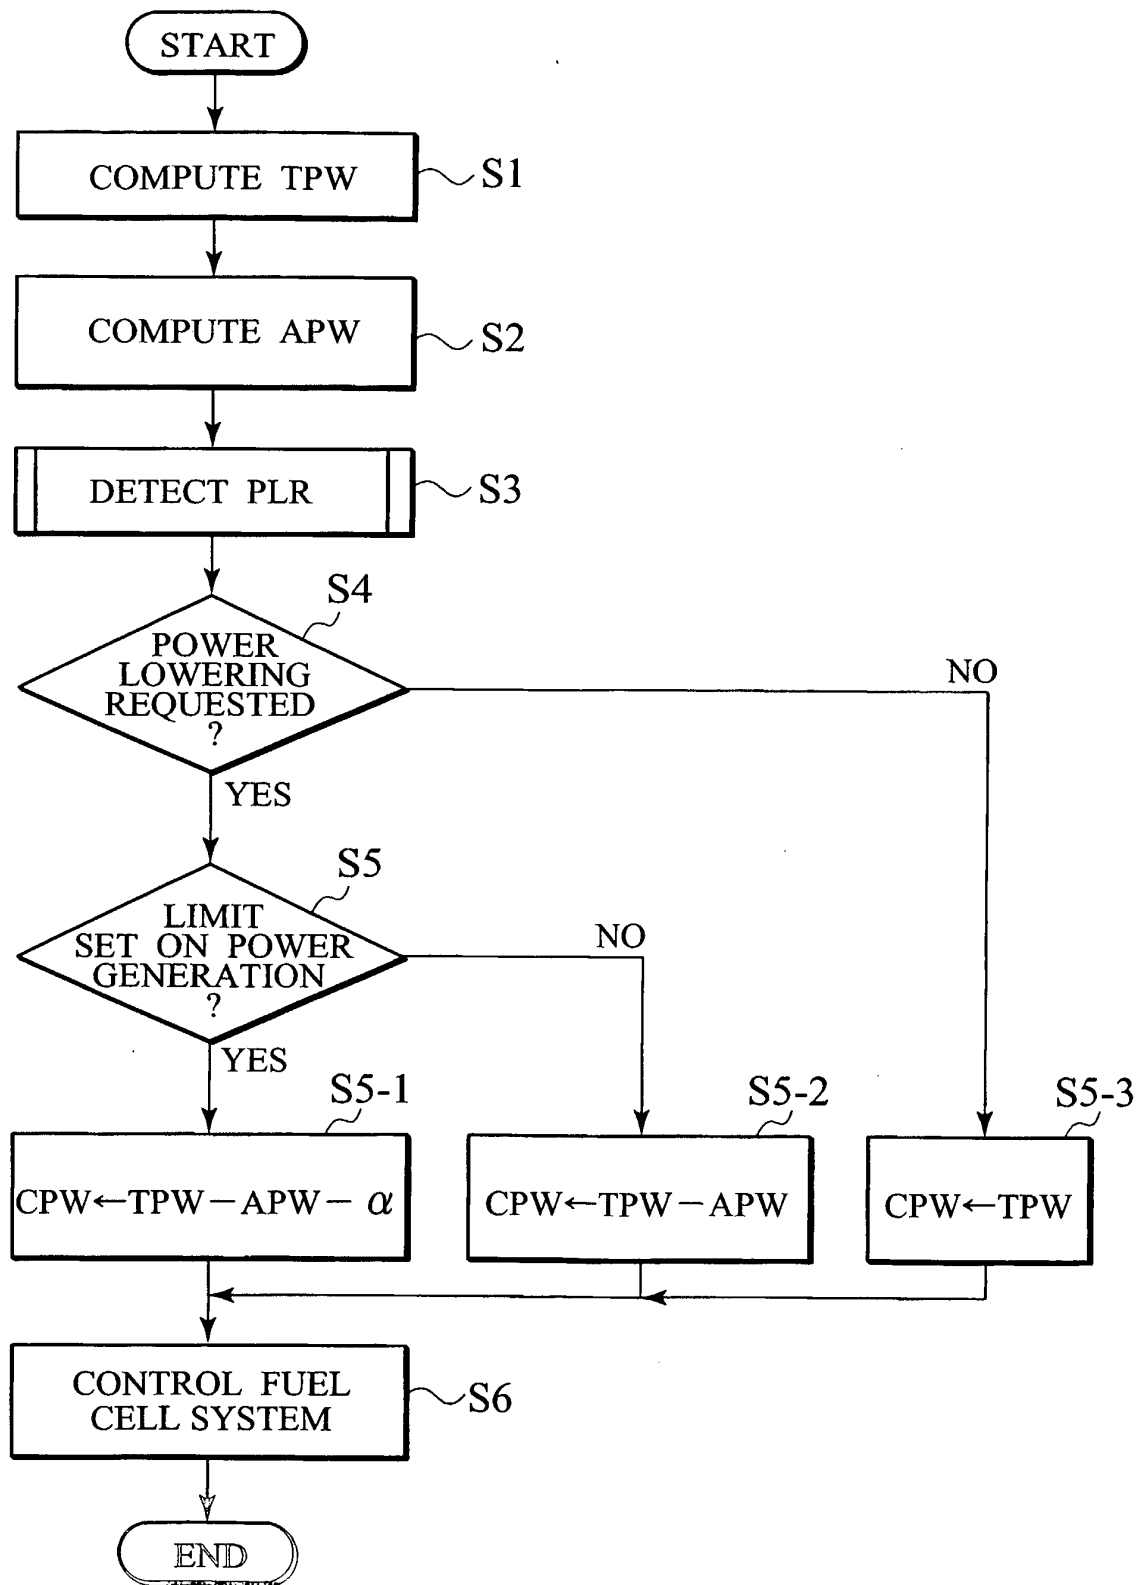 START
COMPUTE TPW
S1
COMPUTE APW
S2
DETECT PLR
S3
S4
POWER
LOWERING
REQUESTED
?
NO
YES
S5
LIMIT
SET ON POWER
GENERATION
?
NO
YES
S5-1
S5-2
S5-3
CPW←TPW－APW－α
CPW←TPW－APW
CPW←TPW
CONTROL FUEL
CELL SYSTEM
S6
END